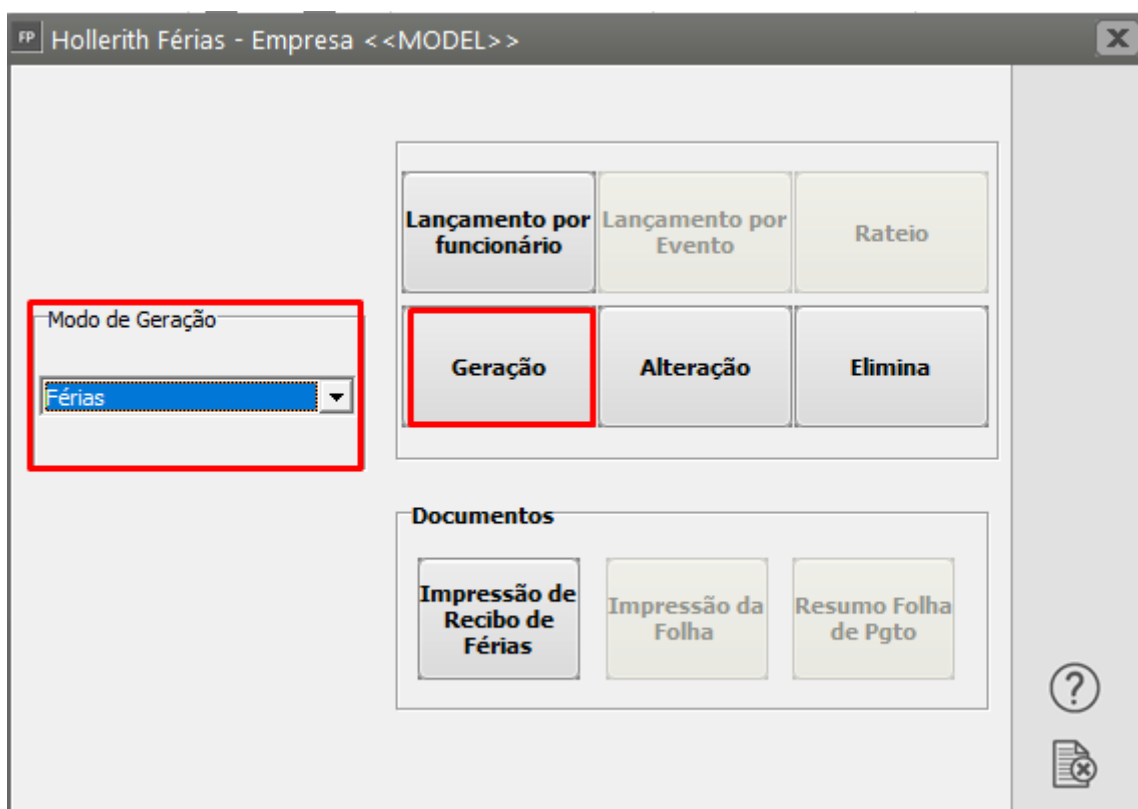 FP Hollerith Férias - Empresa <<MODEL>>
Lançamento por
funcionário
Lançamento por
Evento
Rateio
Modo de Geração
Férias
Geração
Alteração
Elimina
Documentos
Impressão de
Recibo de
Férias
Impressão da
Folha
Resumo Folha
de Pgto
?